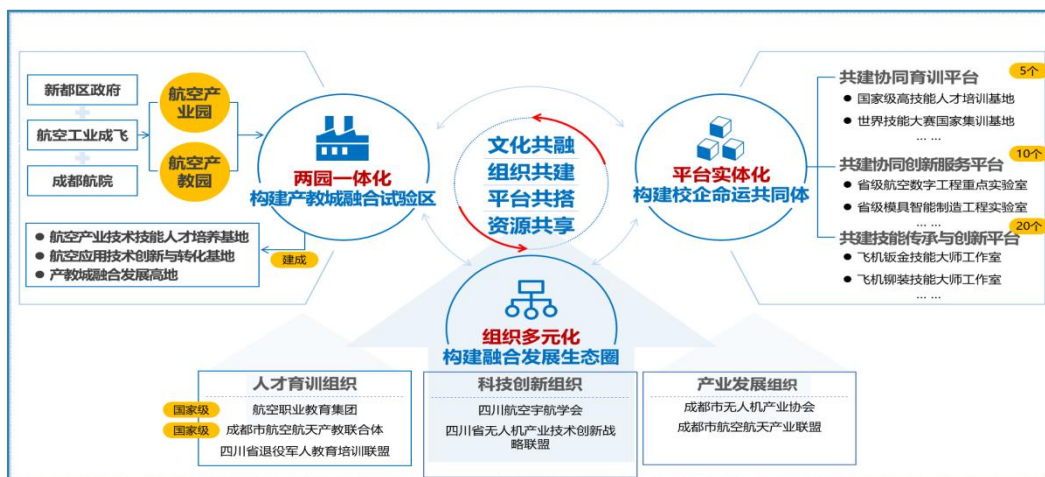 新都区政府
航空工业成飞
成都航院
航空产业园
航空产教园
两园一体化
构建产教城融合试验区
● 航空产业技术技能人才培养基地
● 航空应用技术创新与转化基地
● 产教城融合发展高地
建成
文化共融
组织共建
平台共搭
资源共享
平台实体化
构建校企命运共同体
5个
共建协同育训平台
● 国家级高技能人才培训基地
● 世界技能大赛国家集训基地
... ...
10个
共建协同创新服务平台
● 省级航空数字工程重点实验室
● 省级模具智能制造工程实验室
... ...
20个
共建技能传承与创新平台
● 飞机钣金技能大师工作室
● 飞机铆装技能大师工作室
... ...
组织多元化
构建融合发展生态圈
人才育训组织
国家级 航空职业教育集团
国家级 成都市航空航天产教联合体
四川省退役军人教育培训联盟
科技创新组织
四川航空宇航学会
四川省无人机产业技术创新战
略联盟
产业发展组织
成都市无人机产业协会
成都市航空航天产业联盟